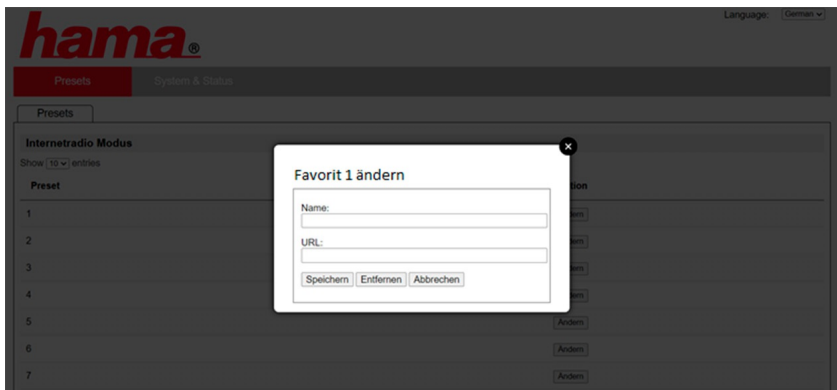 Language: German
hama®
Presets System & Status
Presets
Internetradio Modus
Show 10 entries
Preset
Favorit 1 ändern
Name:
URL:
Speichern Entfernen Abbrechen
1
2
3
4
5 Ändern
6 Ändern
7 Ändern